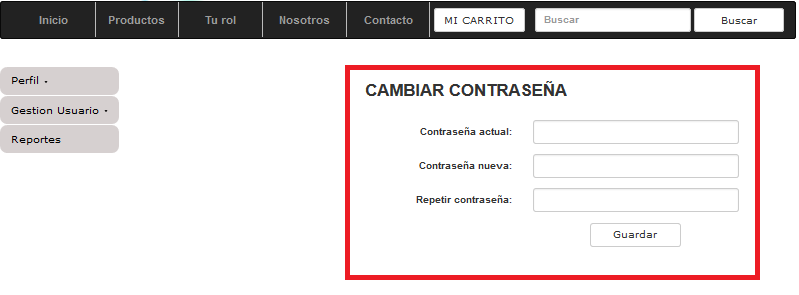 Inicio Productos Tu rol Nosotros Contacto MI CARRITO Buscar Buscar
Perfil
Gestion Usuario
Reportes
CAMBIAR CONTRASEÑA
Contraseña actual:
Contraseña nueva:
Repetir contraseña:
Guardar